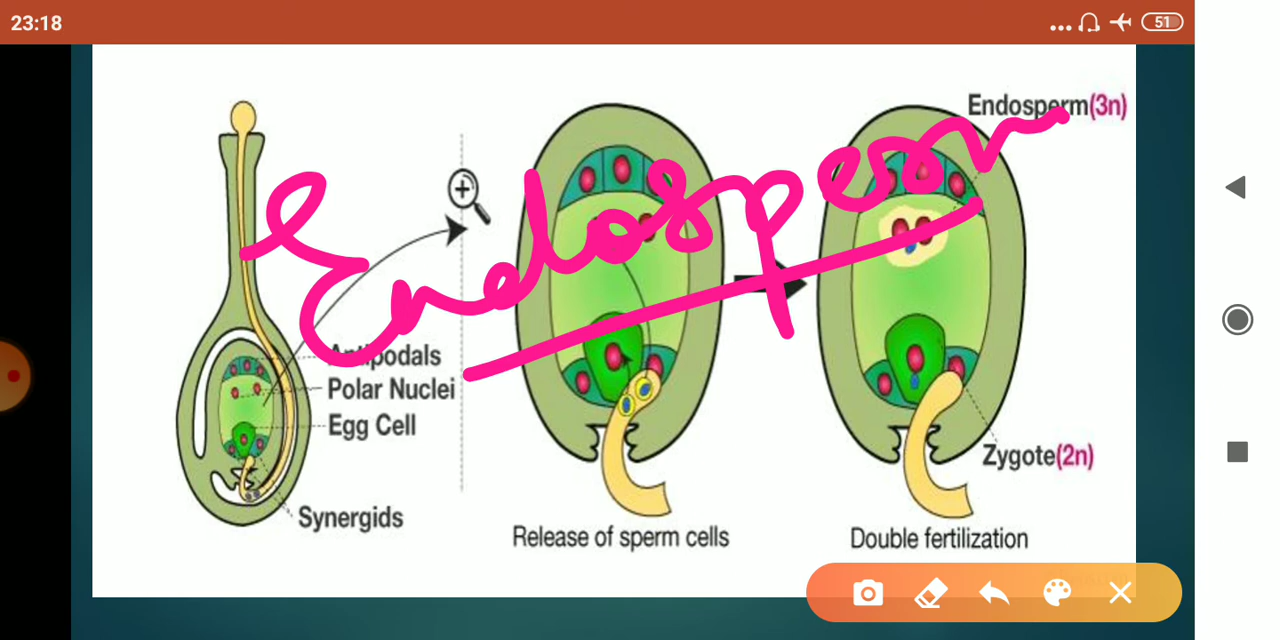 23:18
51
Endosperm(3n)
Endosperm
Antipodals
Polar Nuclei
Egg Cell
Zygote(2n)
Synergids
Release of sperm cells
Double fertilization